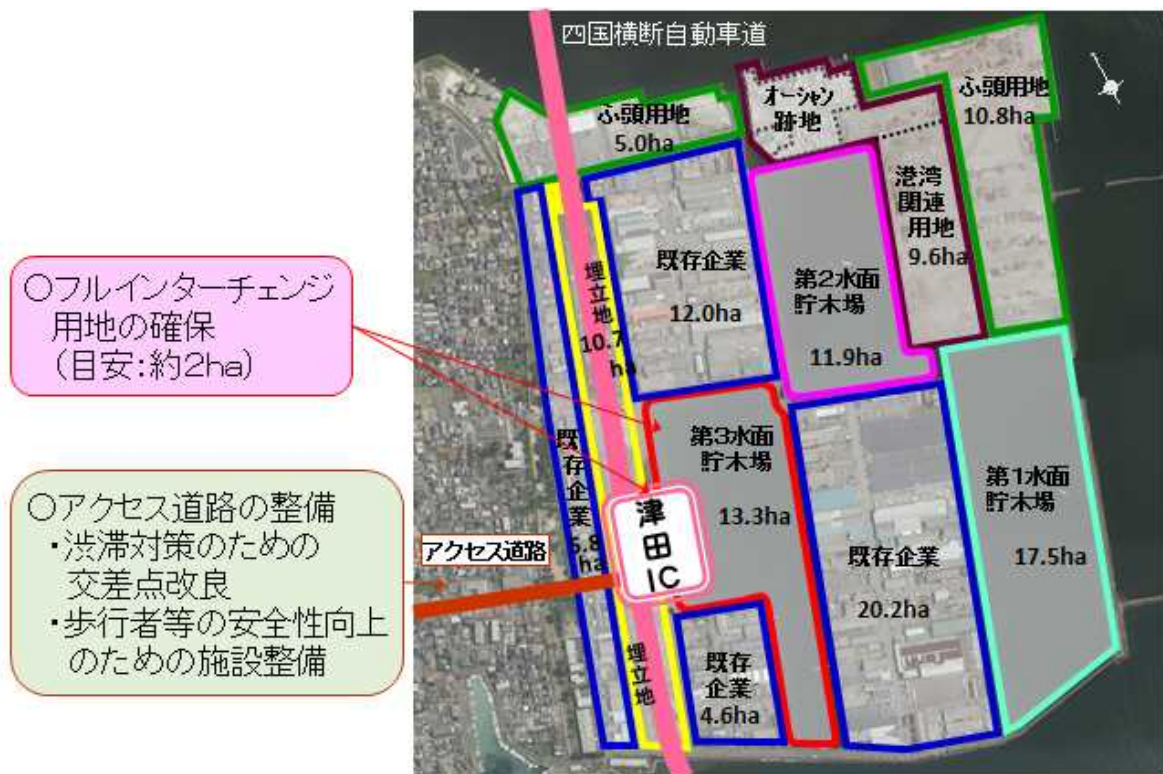 四国横断自動車道
ふ頭用地
5.0ha
オーシャン
跡地
ふ頭用地
10.8ha
港湾
関連
用地
9.6ha
既存企業
12.0ha
第2水面
貯木場
11.9ha
埋立地
10.7
ha
○フルインターチェンジ
用地の確保
(目安:約2ha)
第3水面
貯木場
13.3ha
第1水面
貯木場
17.5ha
既存企業
5.8
ha
津田
IC
アクセス道路
既存企業
20.2ha
○アクセス道路の整備
・渋滞対策のための
交差点改良
・歩行者等の安全性向上
のための施設整備
埋立地
既存
企業
4.6ha